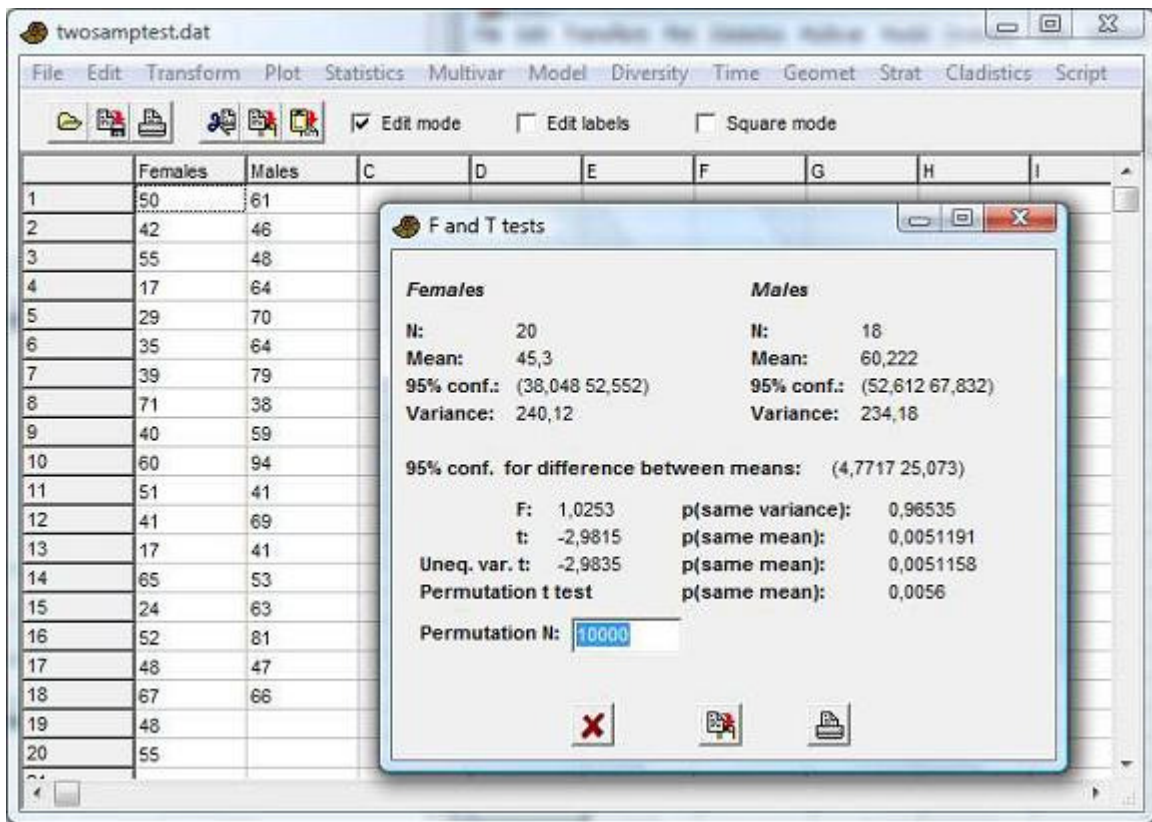 twosamptest.dat
File Edit Transform Plot Statistics Multivar Model Diversity Time Geomet Strat Cladistics Script
Edit mode Edit labels Square mode
Females Males C D E F G H I
1 50 61
2 42 46
3 55 48
4 17 64
5 29 70
6 35 64
7 39 79
8 71 38
9 40 59
10 60 94
11 51 41
12 41 69
13 17 41
14 65 53
15 24 63
16 52 81
17 48 47
18 67 66
19 48
20 55
F and T tests
Females Males
N: 20 N: 18
Mean: 45,3 Mean: 60,222
95% conf.: (38,048 52,552) 95% conf.: (52,612 67,832)
Variance: 240,12 Variance: 234,18
95% conf. for difference between means: (4,7717 25,073)
F: 1,0253 p(same variance): 0,96535
t: -2,9815 p(same mean): 0,0051191
Uneq. var. t: -2,9835 p(same mean): 0,0051158
Permutation t test p(same mean): 0,0056
Permutation N: 10000